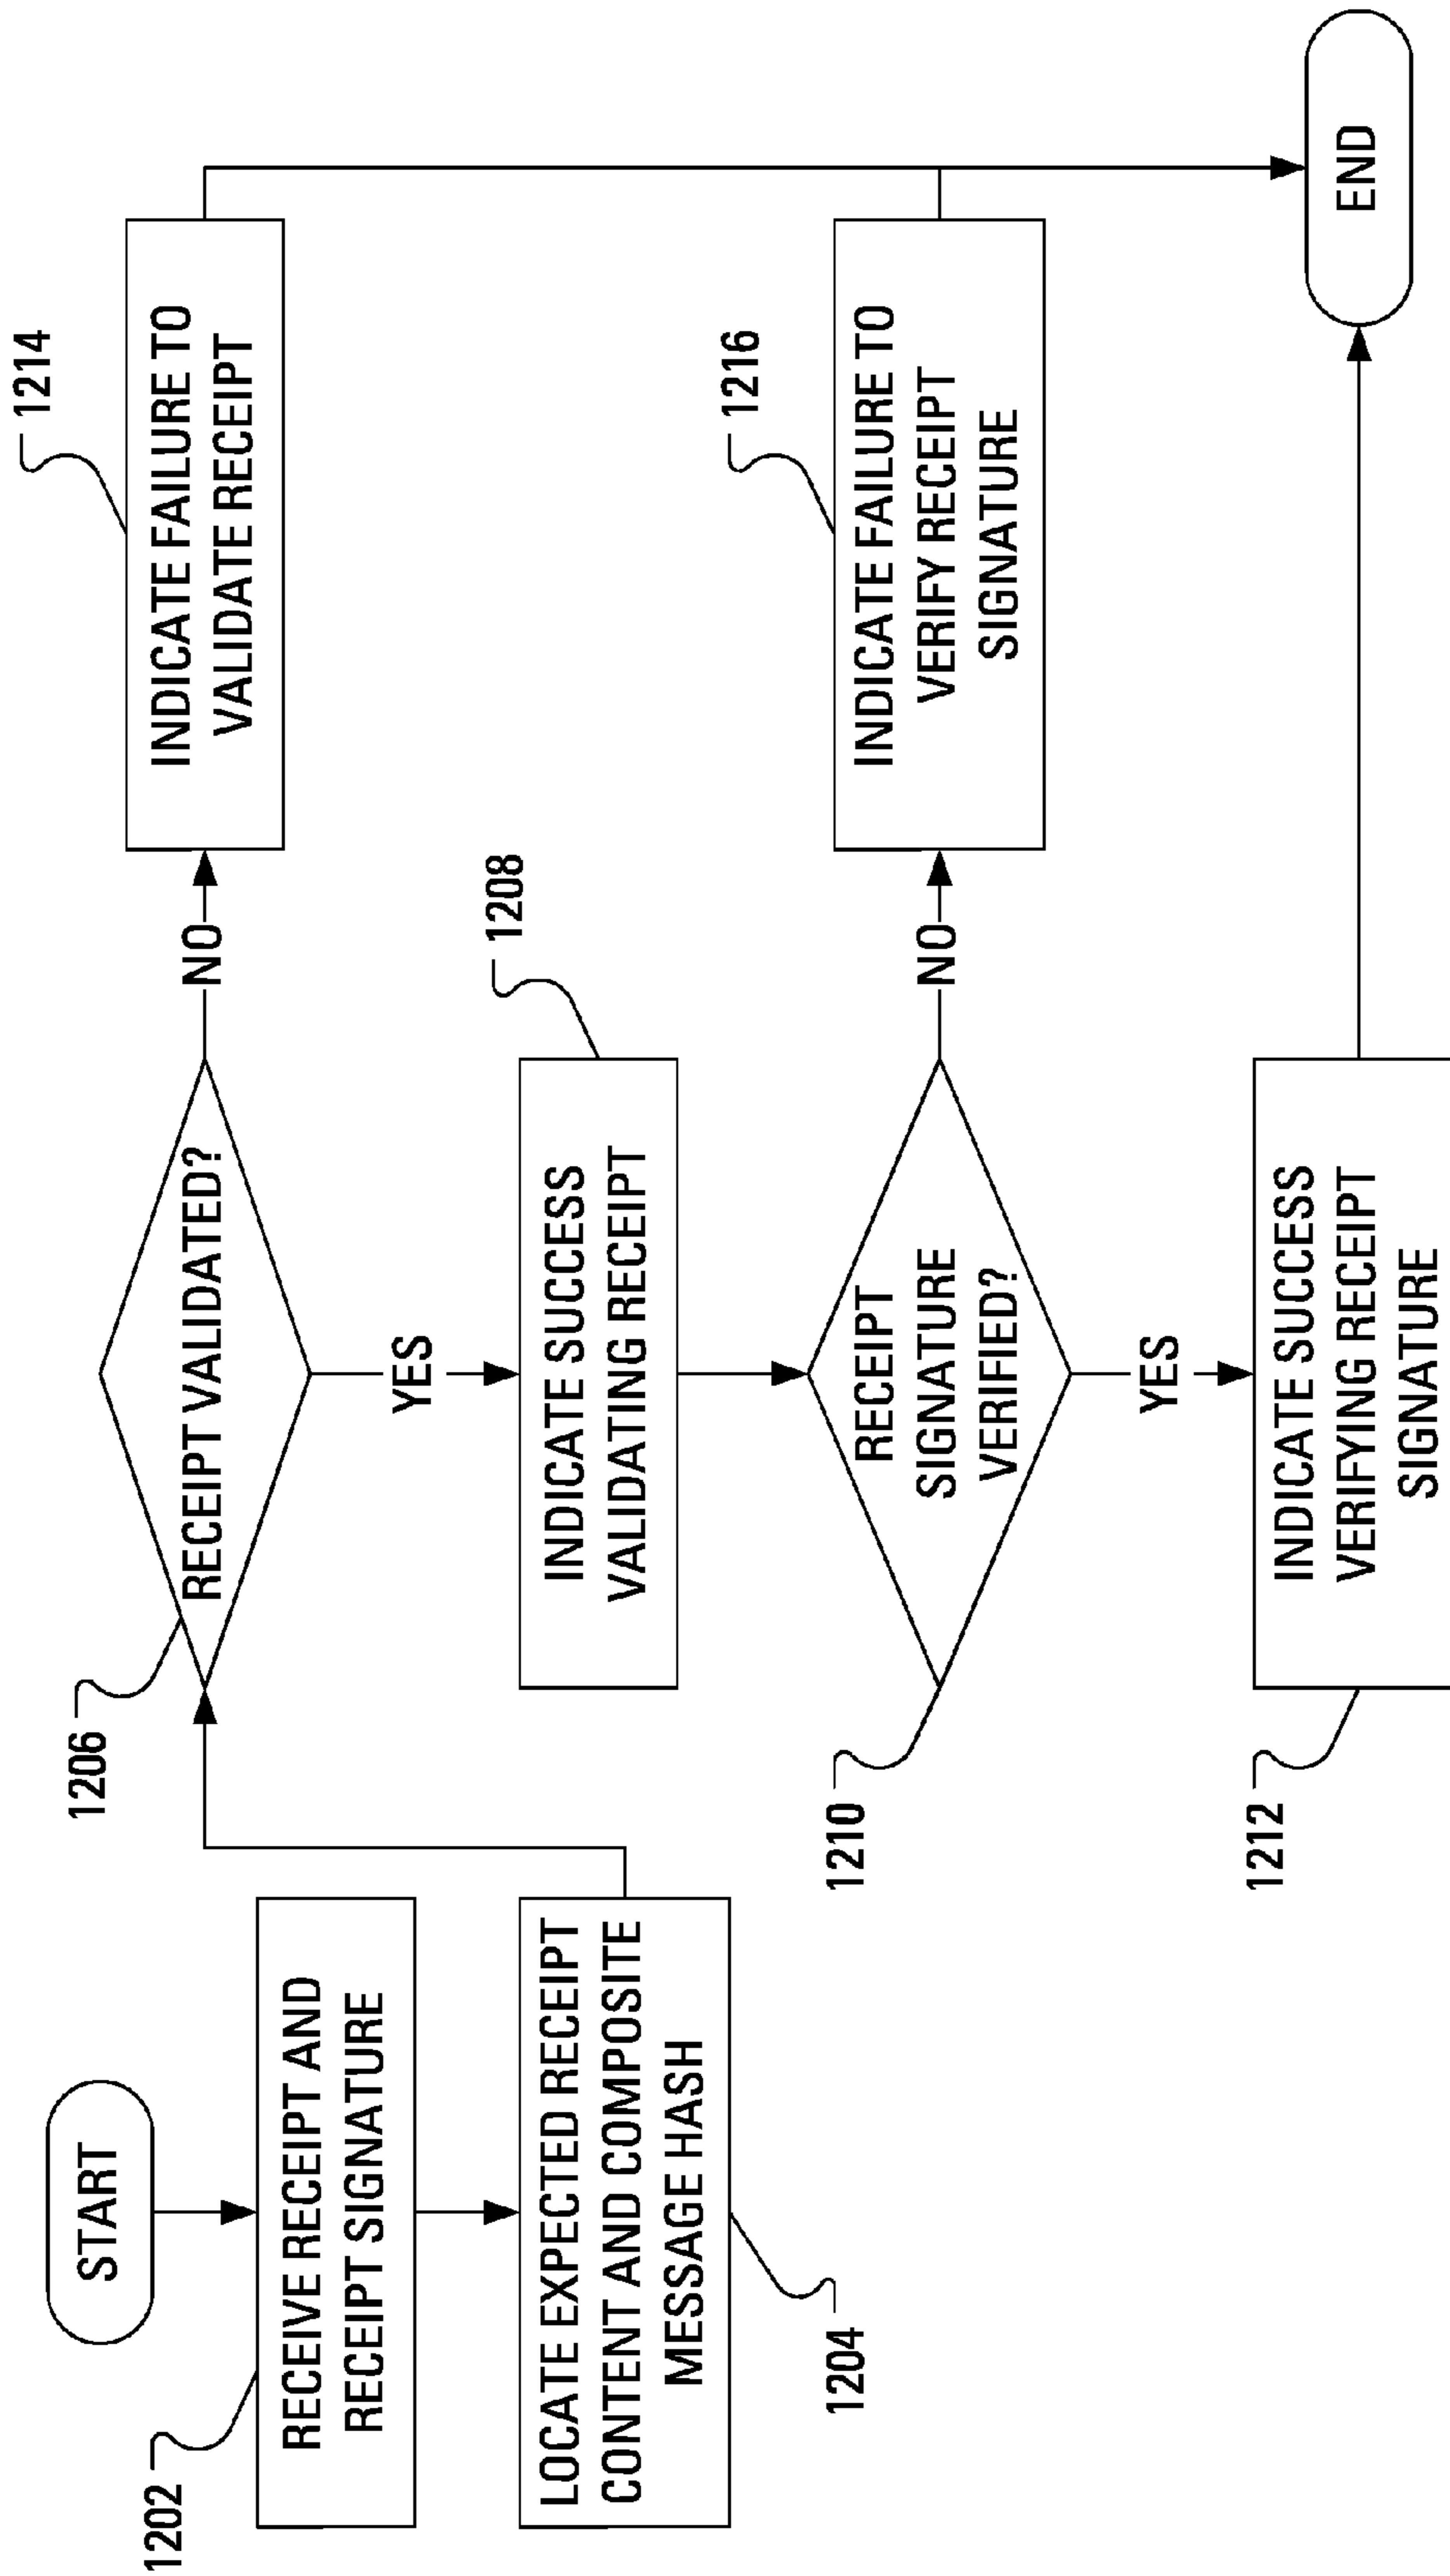 START
1202
RECEIVE RECEIPT AND
RECEIPT SIGNATURE
LOCATE EXPECTED RECEIPT
CONTENT AND COMPOSITE
MESSAGE HASH
1204
1206
RECEIPT VALIDATED?
NO
1214
INDICATE FAILURE TO
VALIDATE RECEIPT
YES
1208
INDICATE SUCCESS
VALIDATING RECEIPT
1210
RECEIPT
SIGNATURE
VERIFIED?
NO
1216
INDICATE FAILURE TO
VERIFY RECEIPT
SIGNATURE
YES
1212
INDICATE SUCCESS
VERIFYING RECEIPT
SIGNATURE
END